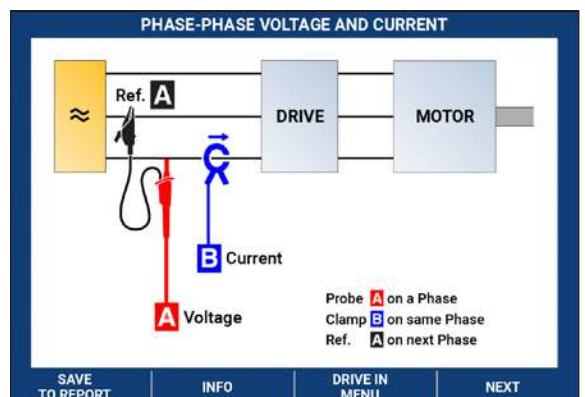 PHASE-PHASE VOLTAGE AND CURRENT
≈
Ref. A
DRIVE
MOTOR
B Current
A Voltage
Probe A on a Phase
Clamp B on same Phase
Ref. A on next Phase
SAVE
TO REPORT
INFO
DRIVE IN
MENU
NEXT